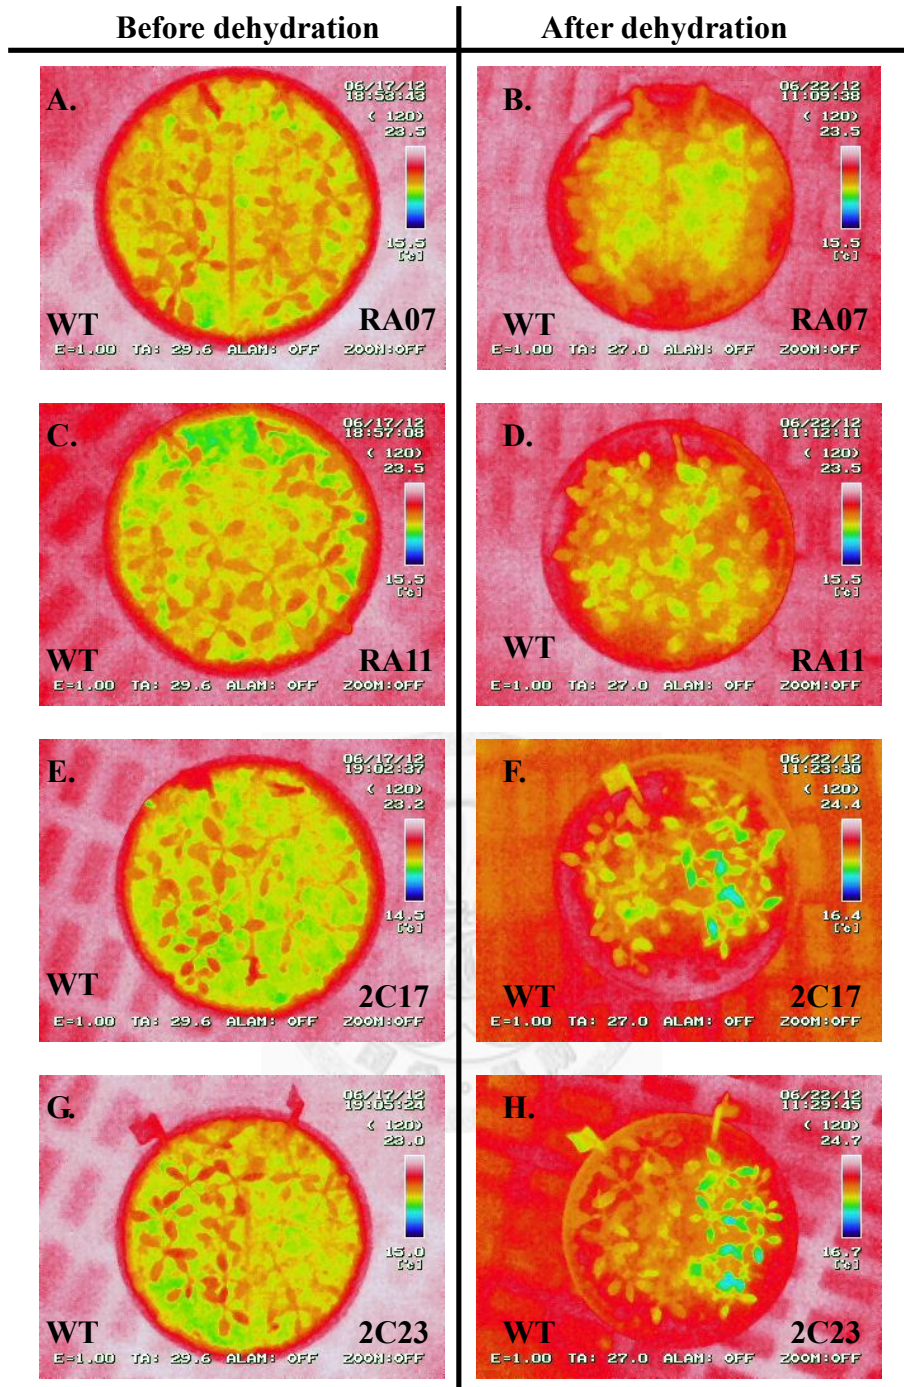 Before dehydration
After dehydration
A.
06/17/12
18:53:43
( 120)
23.5
15.5
[℃]
WT
RA07
E=1.00 TA: 29.6 ALAM: OFF ZOOM:OFF
B.
06/22/12
11:09:38
( 120)
23.5
15.5
[℃]
WT
RA07
E=1.00 TA: 27.0 ALAM: OFF ZOOM:OFF
C.
06/17/12
18:57:08
( 120)
23.5
15.5
[℃]
WT
RA11
E=1.00 TA: 29.6 ALAM: OFF ZOOM:OFF
D.
06/22/12
11:12:11
( 120)
23.5
15.5
[℃]
WT
RA11
E=1.00 TA: 27.0 ALAM: OFF ZOOM:OFF
E.
06/17/12
19:02:37
( 120)
23.2
14.5
[℃]
WT
2C17
E=1.00 TA: 29.6 ALAM: OFF ZOOM:OFF
F.
06/22/12
11:23:30
( 120)
24.4
16.4
[℃]
WT
2C17
E=1.00 TA: 27.0 ALAM: OFF ZOOM:OFF
G.
06/17/12
19:05:24
( 120)
23.0
15.0
[℃]
WT
2C23
E=1.00 TA: 29.6 ALAM: OFF ZOOM:OFF
H.
06/22/12
11:29:45
( 120)
24.7
16.7
[℃]
WT
2C23
E=1.00 TA: 27.0 ALAM: OFF ZOOM:OFF